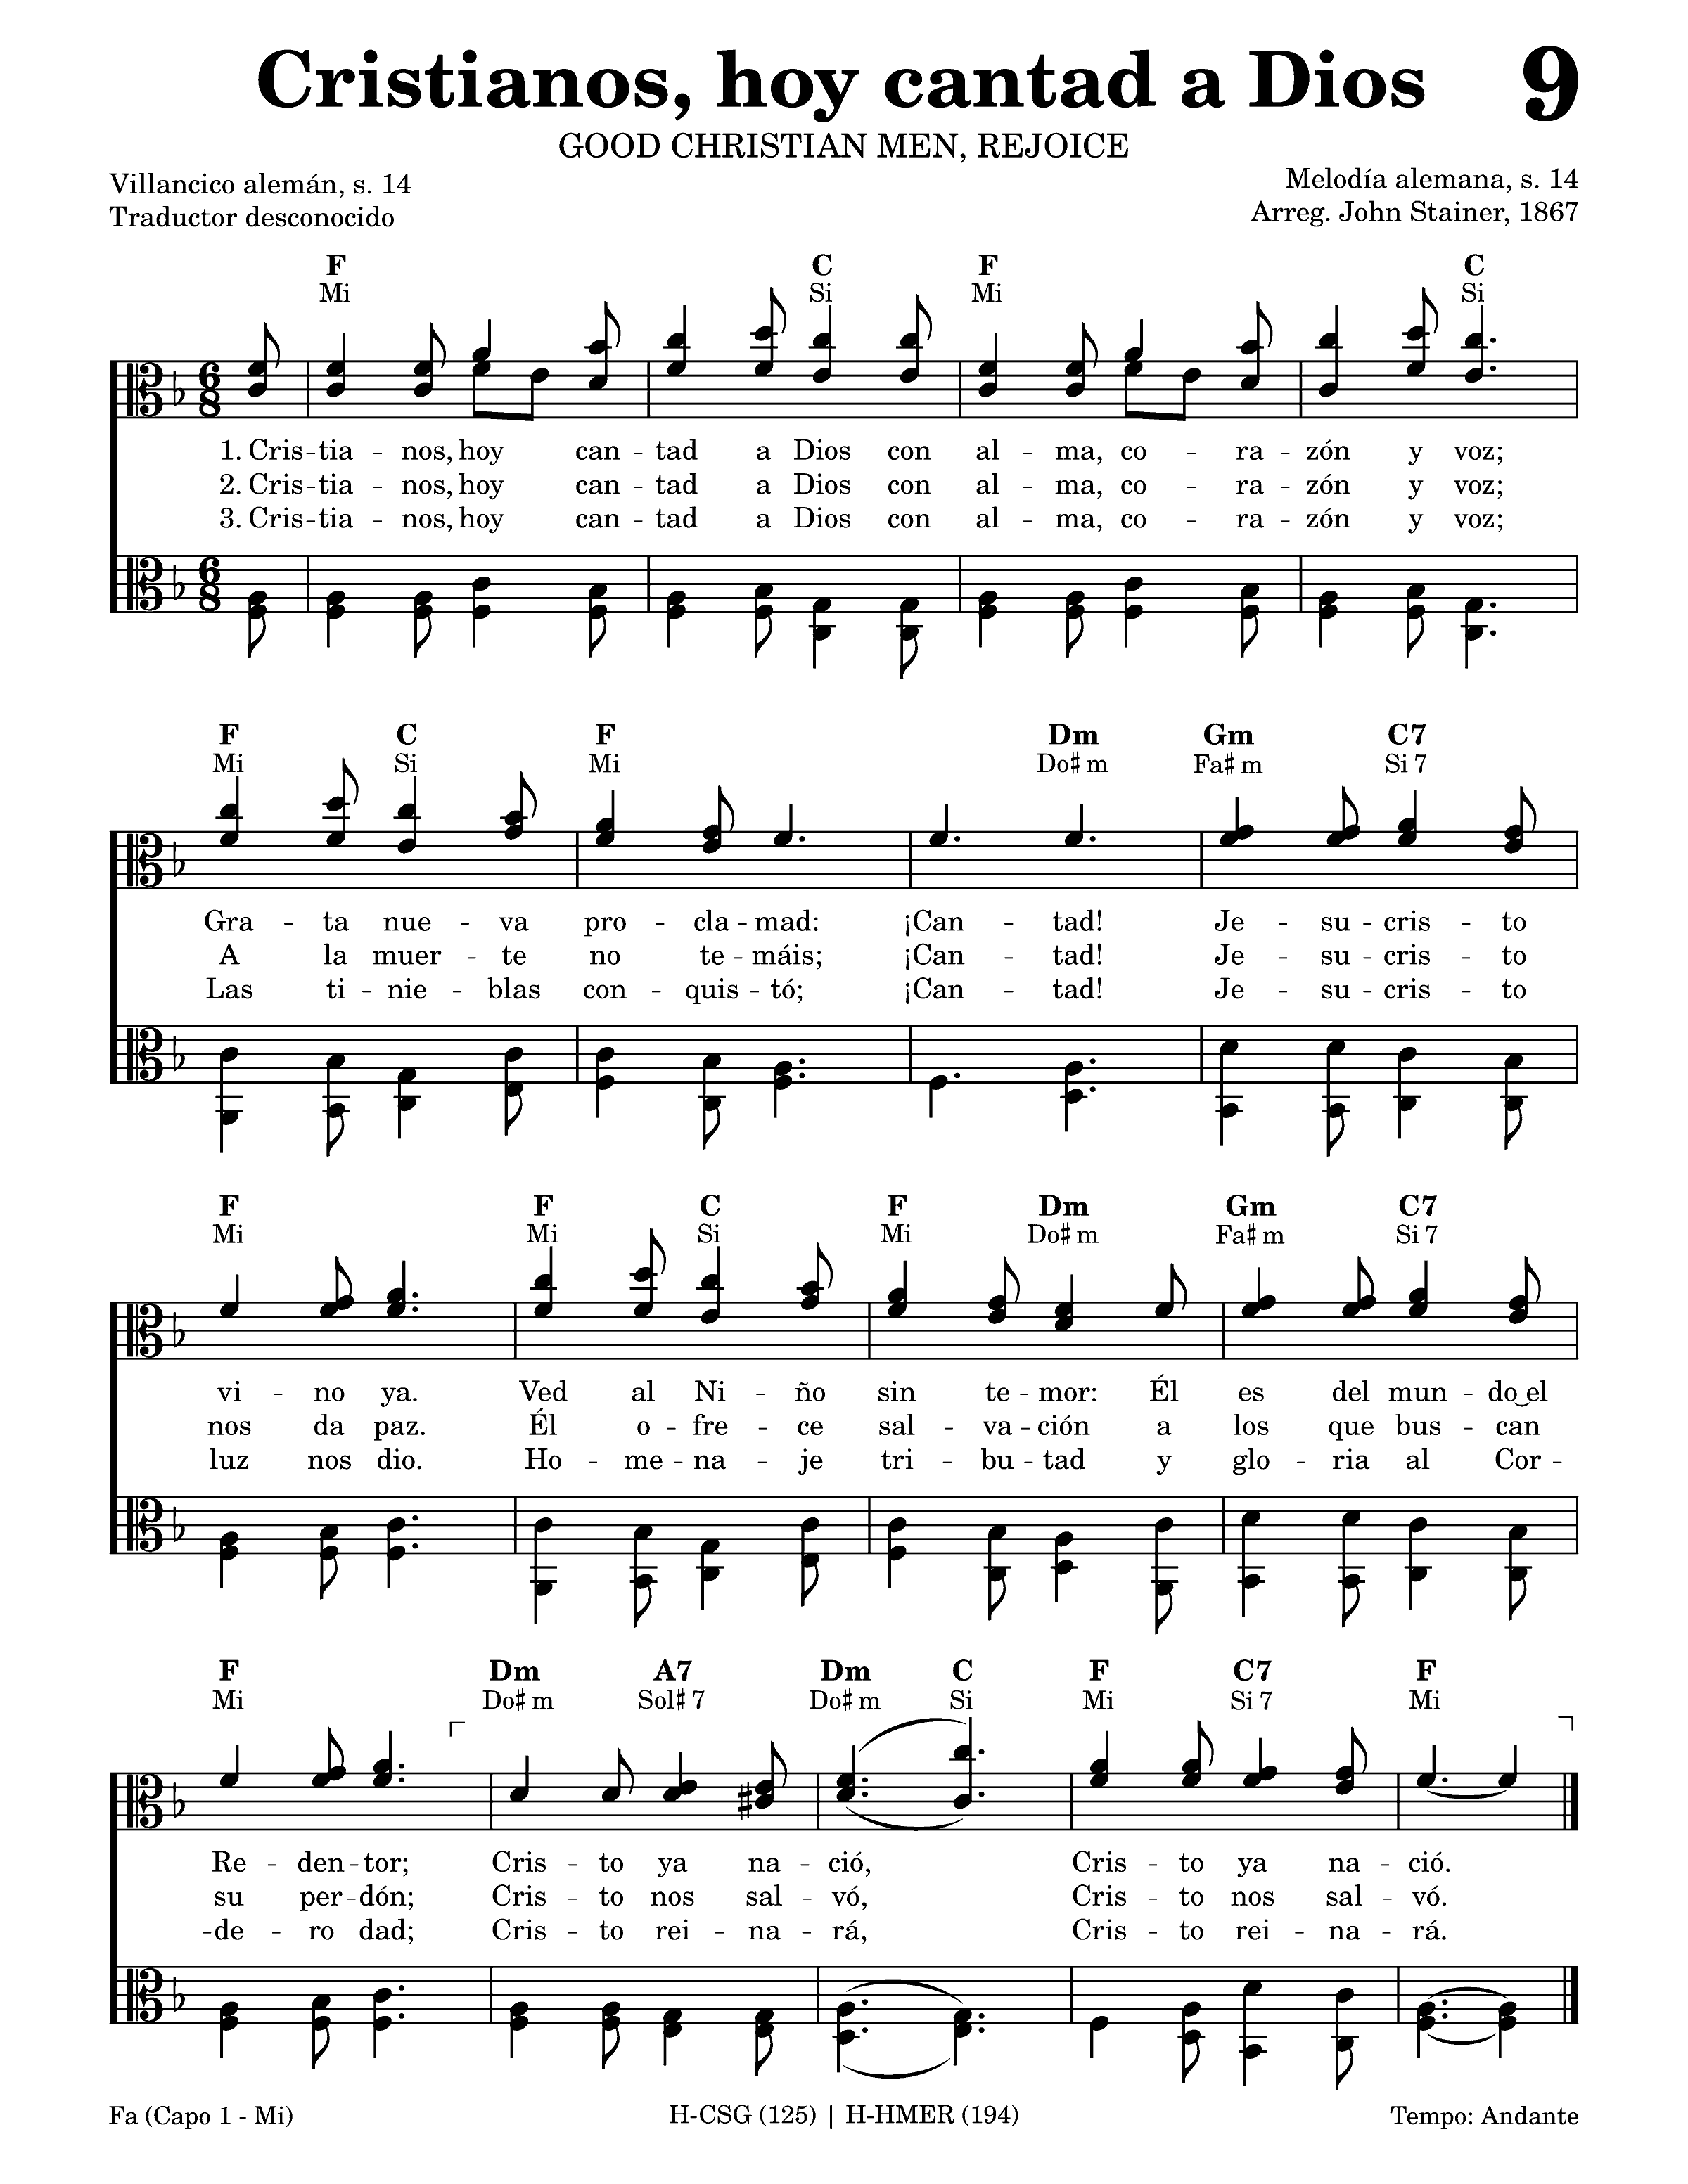 Cristianos, hoy cantad a Dios 9
GOOD CHRISTIAN MEN, REJOICE
Villancico alemán, s. 14
Traductor desconocido
Melodía alemana, s. 14
Arreg. John Stainer, 1867
F C F C
Mi Si Mi Si
6 8
1. Cris -- tia -- nos, hoy can -- tad a Dios con al -- ma, co -- ra -- zón y voz;
2. Cris -- tia -- nos, hoy can -- tad a Dios con al -- ma, co -- ra -- zón y voz;
3. Cris -- tia -- nos, hoy can -- tad a Dios con al -- ma, co -- ra -- zón y voz;
6 8
F C F Dm Gm C7
Mi Si Mi Do♯ m Fa♯ m Si 7
Gra -- ta nue -- va pro -- cla -- mad: ¡Can -- tad! Je -- su -- cris -- to
A la muer -- te no te -- máis; ¡Can -- tad! Je -- su -- cris -- to
Las ti -- nie -- blas con -- quis -- tó; ¡Can -- tad! Je -- su -- cris -- to
F F C F Dm Gm C7
Mi Mi Si Mi Do♯ m Fa♯ m Si 7
vi -- no ya. Ved al Ni -- ño sin te -- mor: Él es del mun -- do‿el
nos da paz. Él o -- fre -- ce sal -- va -- ción a los que bus -- can
luz nos dio. Ho -- me -- na -- je tri -- bu -- tad y glo -- ria al Cor --
F Dm A7 Dm C F C7 F
Mi Do♯ m Sol♯ 7 Do♯ m Si Mi Si 7 Mi
Re -- den -- tor; Cris -- to ya na -- ció, Cris -- to ya na -- ció.
su per -- dón; Cris -- to nos sal -- vó, Cris -- to nos sal -- vó.
-- de -- ro dad; Cris -- to rei -- na -- rá, Cris -- to rei -- na -- rá.
Fa (Capo 1 - Mi) H-CSG (125) | H-HMER (194) Tempo: Andante